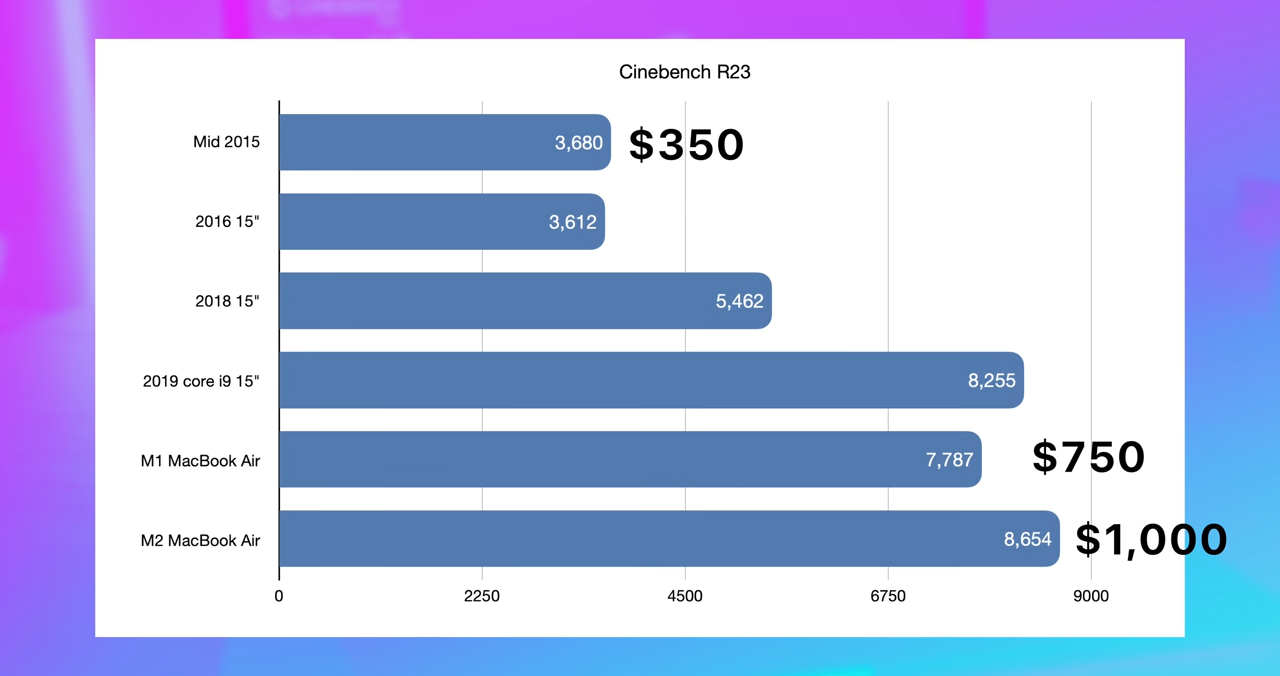 Cinebench R23
Mid 2015 3,680 $350
2016 15" 3,612
2018 15" 5,462
2019 core i9 15" 8,255
M1 MacBook Air 7,787 $750
M2 MacBook Air 8,654 $1,000
0 2250 4500 6750 9000